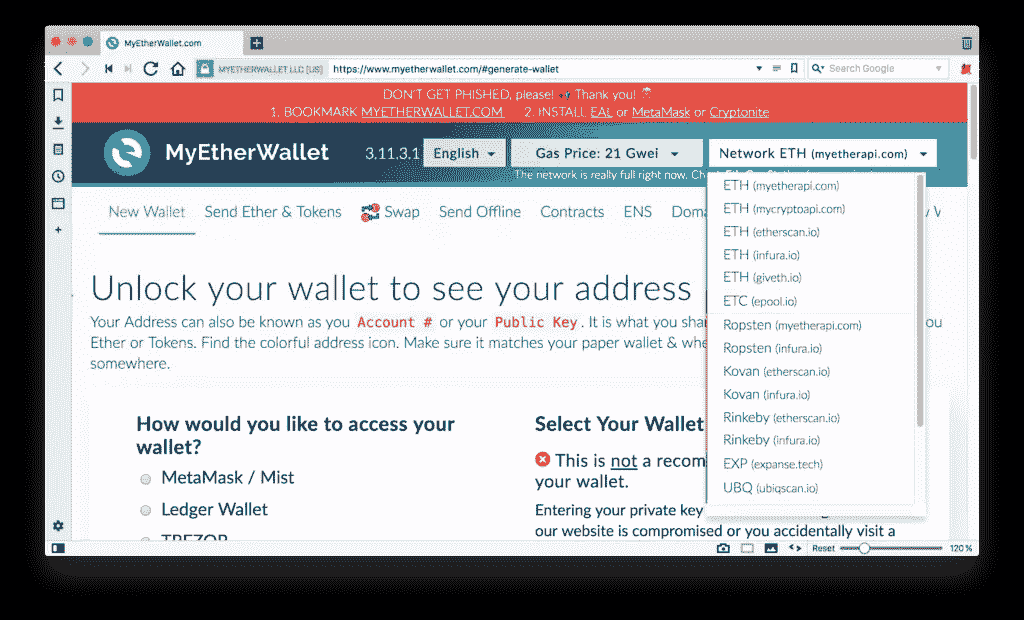 MyEtherWallet.com
MYETHERWALLET LLC [US] https://www.myetherwallet.com/#generate-wallet Search Google
DON'T GET PHISHED, please! Thank you!
1. BOOKMARK MYETHERWALLET.COM 2. INSTALL EAL or MetaMask or Cryptonite
MyEtherWallet 3.11.3.1 English Gas Price: 21 Gwei Network ETH (myetherapi.com)
The network is really full right now.
New Wallet Send Ether & Tokens Swap Send Offline Contracts ENS Doma
ETH (myetherapi.com)
ETH (mycryptoapi.com)
ETH (etherscan.io)
ETH (infura.io)
ETH (giveth.io)
ETC (epool.io)
Ropsten (myetherapi.com)
Ropsten (infura.io)
Kovan (etherscan.io)
Kovan (infura.io)
Rinkeby (etherscan.io)
Rinkeby (infura.io)
EXP (expanse.tech)
UBQ (ubiqscan.io)
Unlock your wallet to see your address
Your Address can also be known as you Account # or your Public Key. It is what you sha ou
Ether or Tokens. Find the colorful address icon. Make sure it matches your paper wallet & whe
somewhere.
How would you like to access your
wallet?
MetaMask / Mist
Ledger Wallet
TREZOR
Select Your Wallet
This is not a recom
your wallet.
Entering your private key
our website is compromised or you accidentally visit a
Reset 120 %